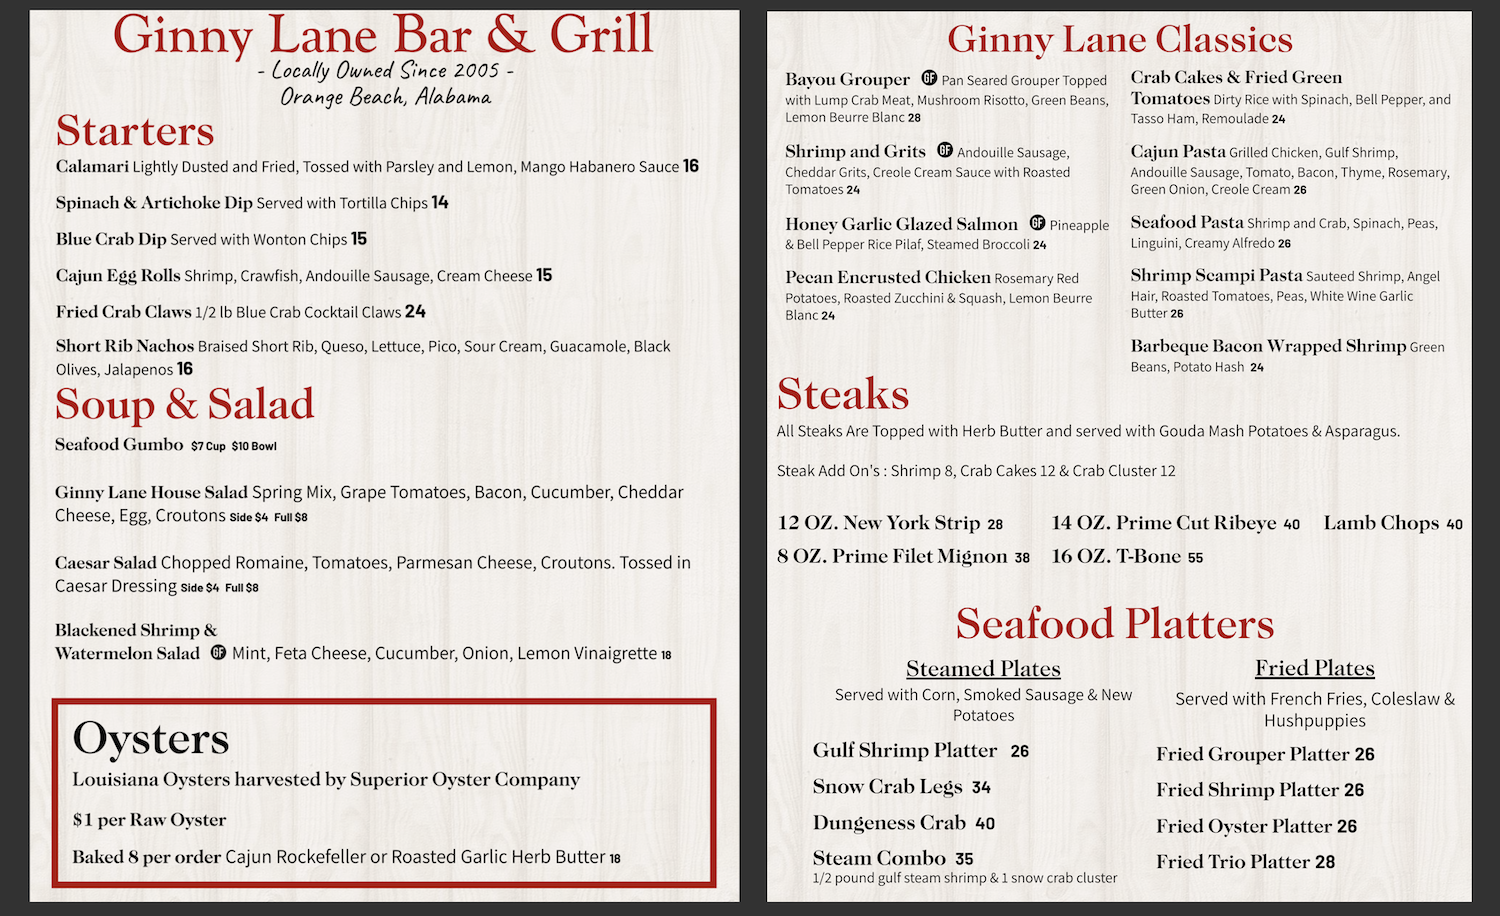 Ginny Lane Bar & Grill
- Locally Owned Since 2005 -
Orange Beach, Alabama
Starters
Calamari Lightly Dusted and Fried, Tossed with Parsley and Lemon, Mango Habanero Sauce 16
Spinach & Artichoke Dip Served with Tortilla Chips 14
Blue Crab Dip Served with Wonton Chips 15
Cajun Egg Rolls Shrimp, Crawfish, Andouille Sausage, Cream Cheese 15
Fried Crab Claws 1/2 lb Blue Crab Cocktail Claws 24
Short Rib Nachos Braised Short Rib, Queso, Lettuce, Pico, Sour Cream, Guacamole, Black
Olives, Jalapenos 16
Soup & Salad
Seafood Gumbo $7 Cup $10 Bowl
Ginny Lane House Salad Spring Mix, Grape Tomatoes, Bacon, Cucumber, Cheddar
Cheese, Egg, Croutons Side $4 Full $8
Caesar Salad Chopped Romaine, Tomatoes, Parmesan Cheese, Croutons. Tossed in
Caesar Dressing Side $4 Full $8
Blackened Shrimp &
Watermelon Salad GF Mint, Feta Cheese, Cucumber, Onion, Lemon Vinaigrette 18
Oysters
Louisiana Oysters harvested by Superior Oyster Company
$1 per Raw Oyster
Baked 8 per order Cajun Rockefeller or Roasted Garlic Herb Butter 18
Ginny Lane Classics
Bayou Grouper GF Pan Seared Grouper Topped
with Lump Crab Meat, Mushroom Risotto, Green Beans,
Lemon Beurre Blanc 28
Shrimp and Grits GF Andouille Sausage,
Cheddar Grits, Creole Cream Sauce with Roasted
Tomatoes 24
Honey Garlic Glazed Salmon GF Pineapple
& Bell Pepper Rice Pilaf, Steamed Broccoli 24
Pecan Encrusted Chicken Rosemary Red
Potatoes, Roasted Zucchini & Squash, Lemon Beurre
Blanc 24
Crab Cakes & Fried Green
Tomatoes Dirty Rice with Spinach, Bell Pepper, and
Tasso Ham, Remoulade 24
Cajun Pasta Grilled Chicken, Gulf Shrimp,
Andouille Sausage, Tomato, Bacon, Thyme, Rosemary,
Green Onion, Creole Cream 26
Seafood Pasta Shrimp and Crab, Spinach, Peas,
Linguini, Creamy Alfredo 26
Shrimp Scampi Pasta Sauteed Shrimp, Angel
Hair, Roasted Tomatoes, Peas, White Wine Garlic
Butter 26
Barbeque Bacon Wrapped Shrimp Green
Beans, Potato Hash 24
Steaks
All Steaks Are Topped with Herb Butter and served with Gouda Mash Potatoes & Asparagus.
Steak Add On's : Shrimp 8, Crab Cakes 12 & Crab Cluster 12
12 OZ. New York Strip 28 14 OZ. Prime Cut Ribeye 40 Lamb Chops 40
8 OZ. Prime Filet Mignon 38 16 OZ. T-Bone 55
Seafood Platters
Steamed Plates
Served with Corn, Smoked Sausage & New
Potatoes
Gulf Shrimp Platter 26
Snow Crab Legs 34
Dungeness Crab 40
Steam Combo 35
1/2 pound gulf steam shrimp & 1 snow crab cluster
Fried Plates
Served with French Fries, Coleslaw &
Hushpuppies
Fried Grouper Platter 26
Fried Shrimp Platter 26
Fried Oyster Platter 26
Fried Trio Platter 28